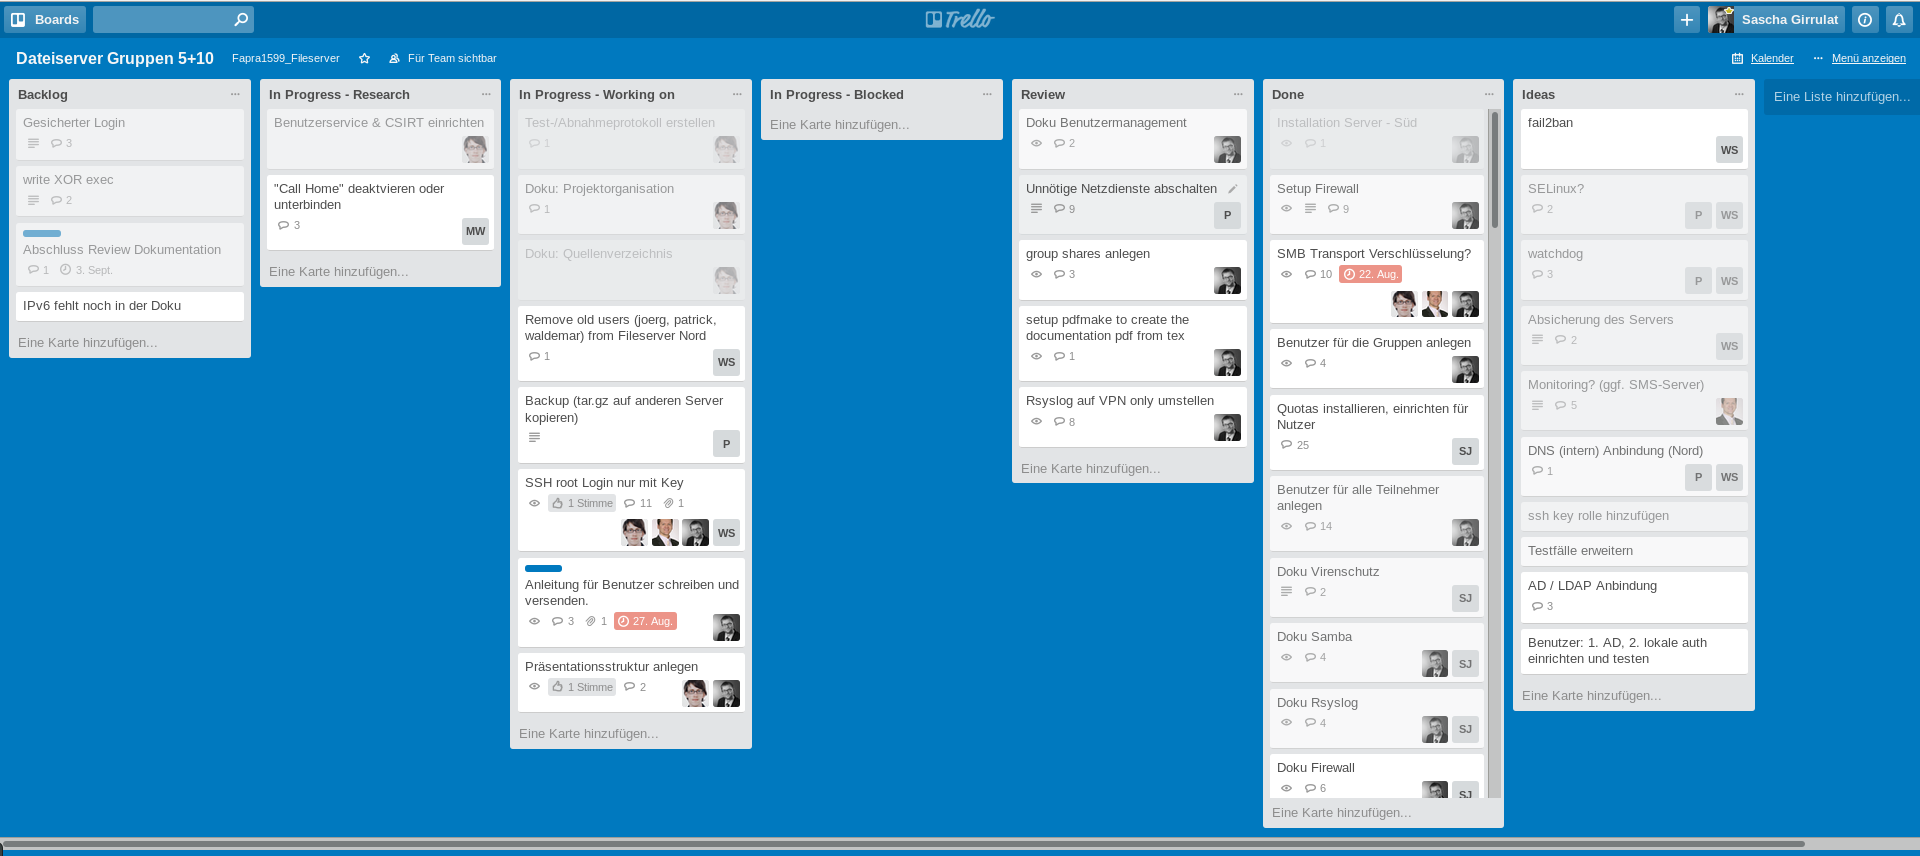 Boards
Trello
Sascha Girrulat
Dateiserver Gruppen 5+10
Fapra1599_Fileserver
Für Team sichtbar
Kalender
Menü anzeigen
Backlog
Gesicherter Login
3
write XOR exec
2
Abschluss Review Dokumentation
1 3. Sept.
IPv6 fehlt noch in der Doku
Eine Karte hinzufügen...
In Progress - Research
Benutzerservice & CSIRT einrichten
"Call Home" deaktvieren oder
unterbinden
3
MW
Eine Karte hinzufügen...
In Progress - Working on
Test-/Abnahmeprotokoll erstellen
1
Doku: Projektorganisation
1
Doku: Quellenverzeichnis
Remove old users (joerg, patrick,
waldemar) from Fileserver Nord
1
WS
Backup (tar.gz auf anderen Server
kopieren)
P
SSH root Login nur mit Key
1 Stimme 11 1
WS
Anleitung für Benutzer schreiben und
versenden.
3 1 27. Aug.
Präsentationsstruktur anlegen
1 Stimme 2
Eine Karte hinzufügen...
In Progress - Blocked
Eine Karte hinzufügen...
Review
Doku Benutzermanagement
2
Unnötige Netzdienste abschalten
9
P
group shares anlegen
3
setup pdfmake to create the
documentation pdf from tex
1
Rsyslog auf VPN only umstellen
8
Eine Karte hinzufügen...
Done
Installation Server - Süd
1
Setup Firewall
9
SMB Transport Verschlüsselung?
10 22. Aug.
Benutzer für die Gruppen anlegen
4
Quotas installieren, einrichten für
Nutzer
25
SJ
Benutzer für alle Teilnehmer
anlegen
14
Doku Virenschutz
2
SJ
Doku Samba
4
SJ
Doku Rsyslog
4
SJ
Doku Firewall
6
SJ
Eine Karte hinzufügen...
Ideas
fail2ban
WS
SELinux?
2
P WS
watchdog
3
P WS
Absicherung des Servers
2
WS
Monitoring? (ggf. SMS-Server)
5
DNS (intern) Anbindung (Nord)
1
P WS
ssh key rolle hinzufügen
Testfälle erweitern
AD / LDAP Anbindung
3
Benutzer: 1. AD, 2. lokale auth
einrichten und testen
Eine Karte hinzufügen...
Eine Liste hinzufügen...